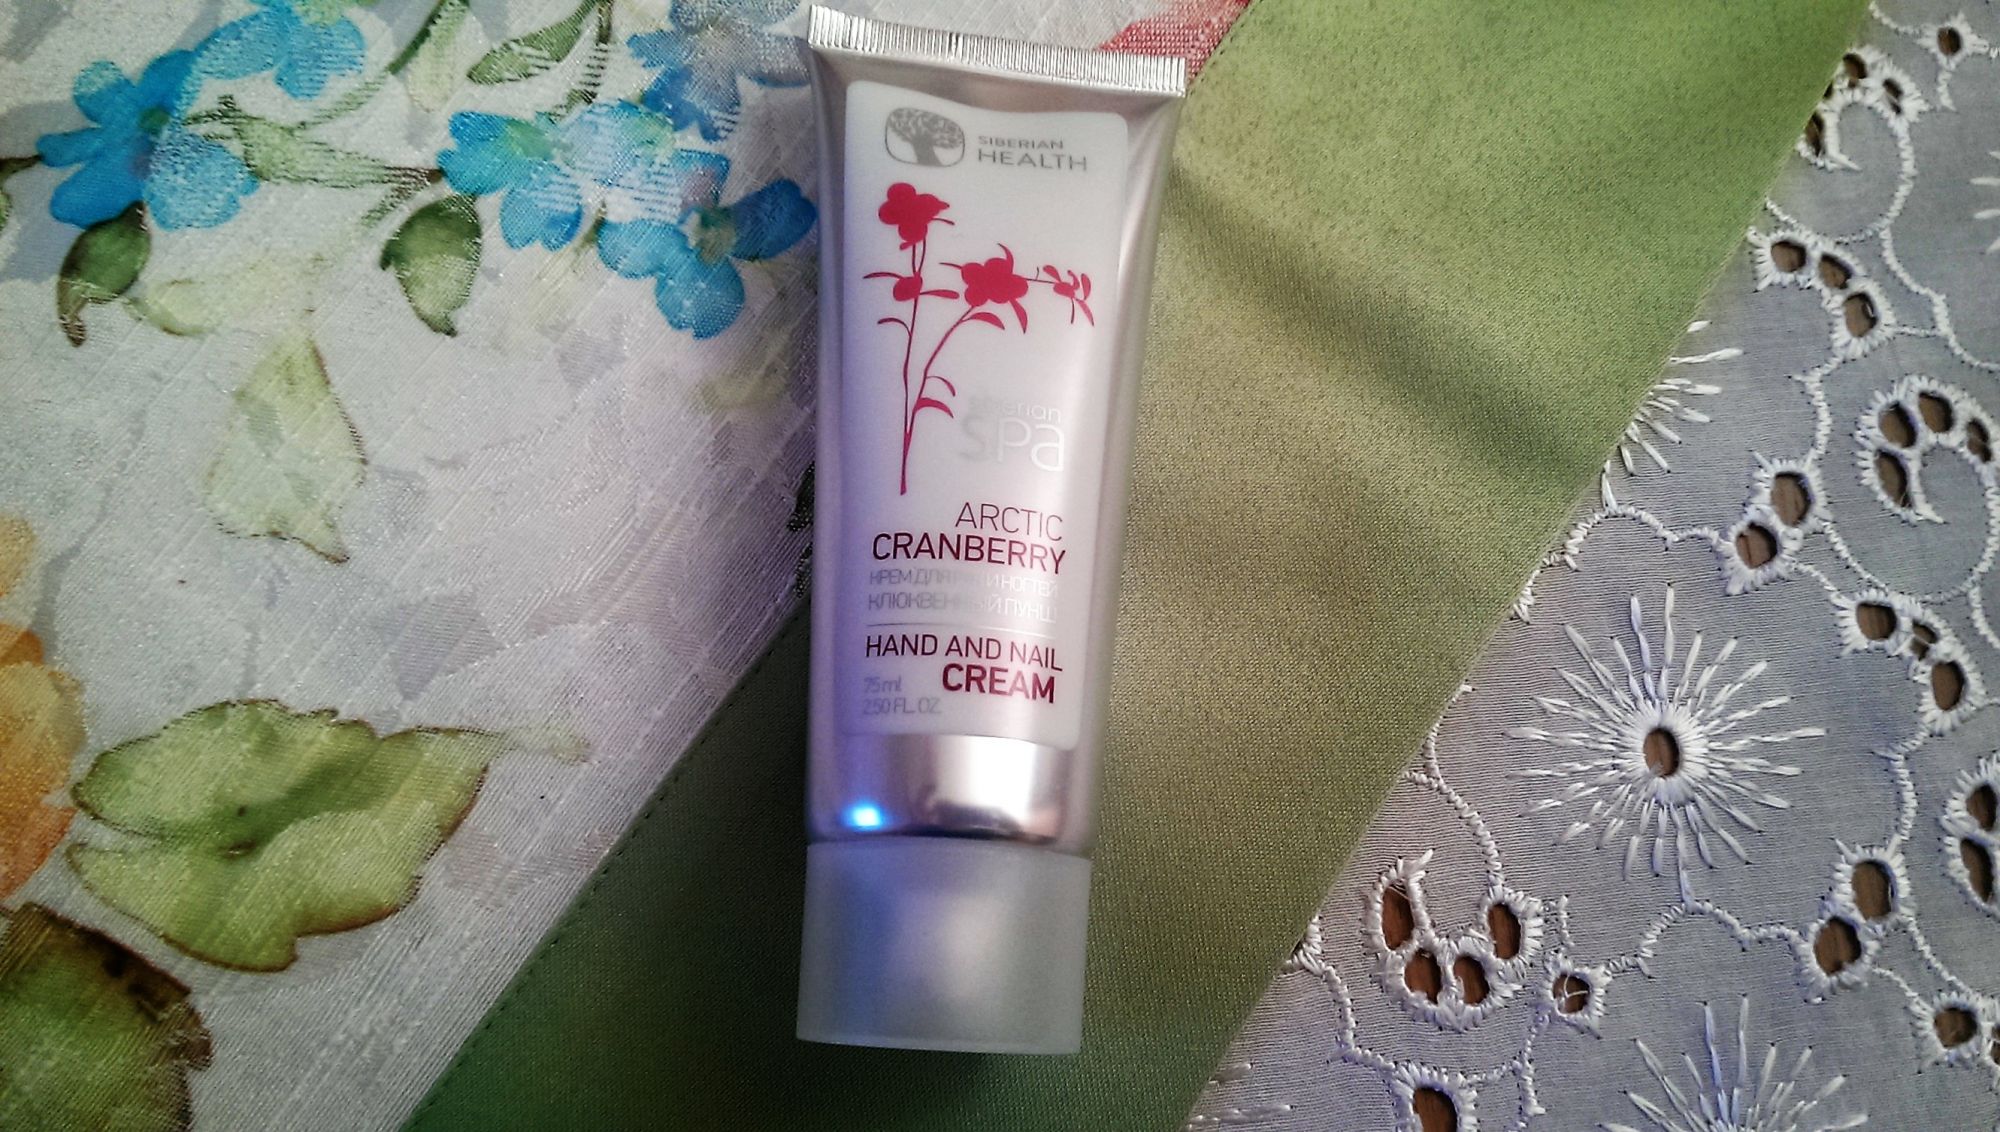 SIBERIAN
HEALTH
siberian
spa
ARCTIC
CRANBERRY
КРЕМ ДЛЯ РУК И НОГТЕЙ
КЛЮКВЕННЫЙ ПУНШ
HAND AND NAIL
CREAM
75 ml
2.50 FL. OZ.